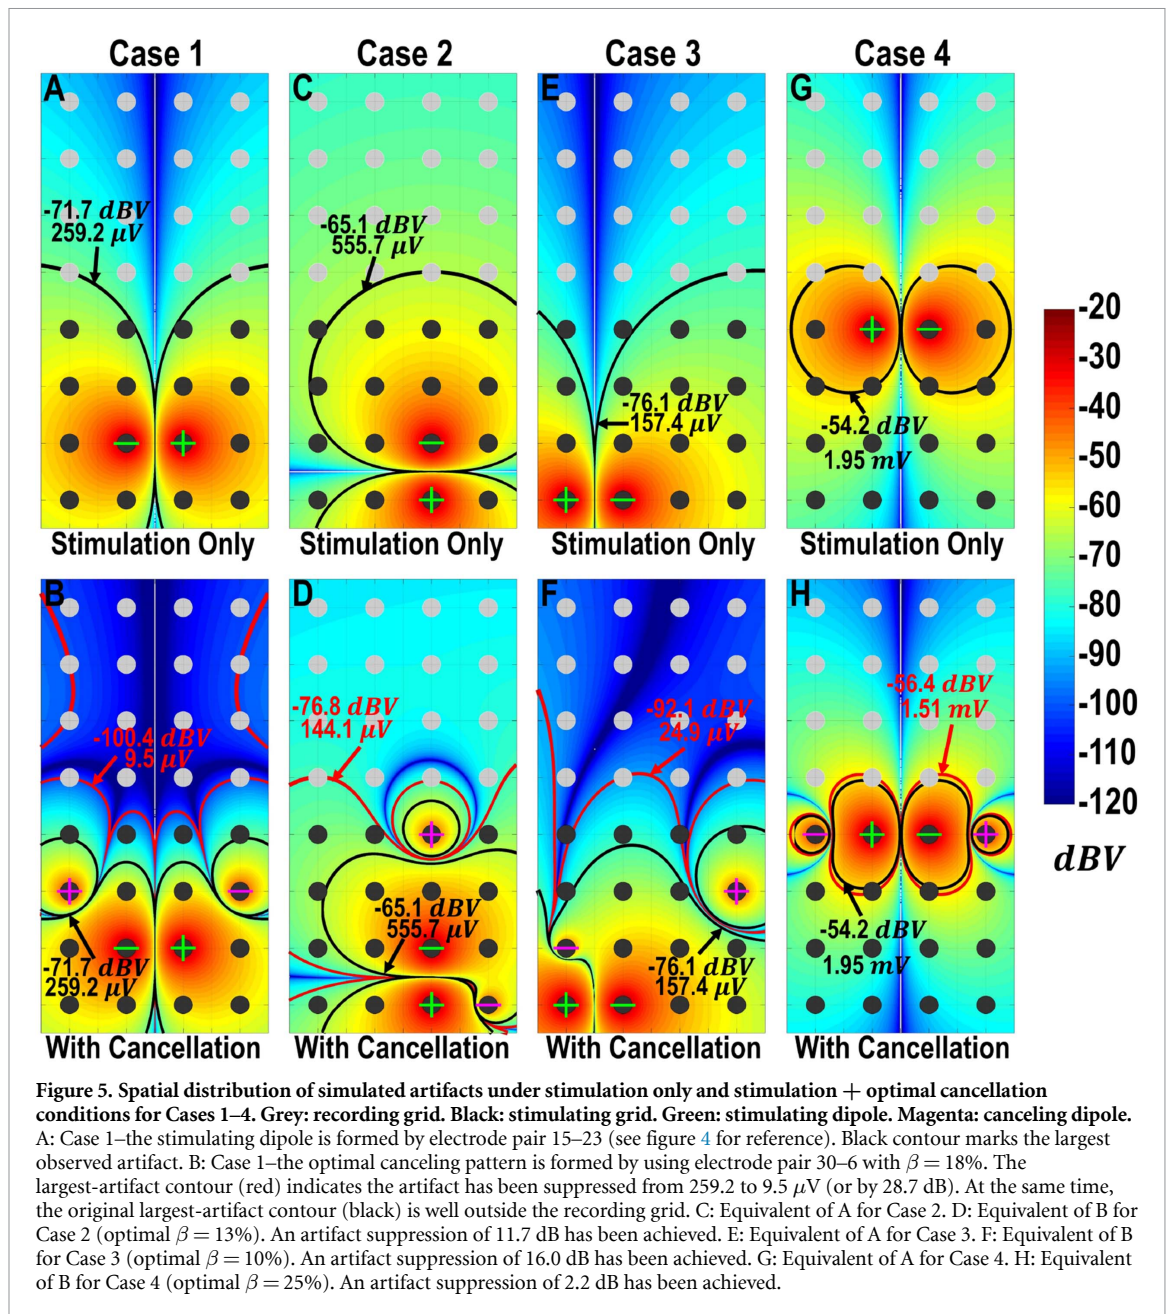 Case 1
Case 2
Case 3
Case 4
A
C
E
G
-71.7 dBV
259.2 μV
-65.1 dBV
555.7 μV
-76.1 dBV
157.4 μV
-54.2 dBV
1.95 mV
Stimulation Only
Stimulation Only
Stimulation Only
Stimulation Only
B
D
F
H
-100.4 dBV
9.5 μV
-71.7 dBV
259.2 μV
-76.8 dBV
144.1 μV
-65.1 dBV
555.7 μV
-92.1 dBV
24.9 μV
-76.1 dBV
157.4 μV
-56.4 dBV
1.51 mV
-54.2 dBV
1.95 mV
With Cancellation
With Cancellation
With Cancellation
With Cancellation
-20
-30
-40
-50
-60
-70
-80
-90
-100
-110
-120
dBV
Figure 5. Spatial distribution of simulated artifacts under stimulation only and stimulation + optimal cancellation
conditions for Cases 1–4. Grey: recording grid. Black: stimulating grid. Green: stimulating dipole. Magenta: canceling dipole.
A: Case 1–the stimulating dipole is formed by electrode pair 15–23 (see figure 4 for reference). Black contour marks the largest
observed artifact. B: Case 1–the optimal canceling pattern is formed by using electrode pair 30–6 with β = 18%. The
largest-artifact contour (red) indicates the artifact has been suppressed from 259.2 to 9.5 μV (or by 28.7 dB). At the same time,
the original largest-artifact contour (black) is well outside the recording grid. C: Equivalent of A for Case 2. D: Equivalent of B for
Case 2 (optimal β = 13%). An artifact suppression of 11.7 dB has been achieved. E: Equivalent of A for Case 3. F: Equivalent of B
for Case 3 (optimal β = 10%). An artifact suppression of 16.0 dB has been achieved. G: Equivalent of A for Case 4. H: Equivalent
of B for Case 4 (optimal β = 25%). An artifact suppression of 2.2 dB has been achieved.